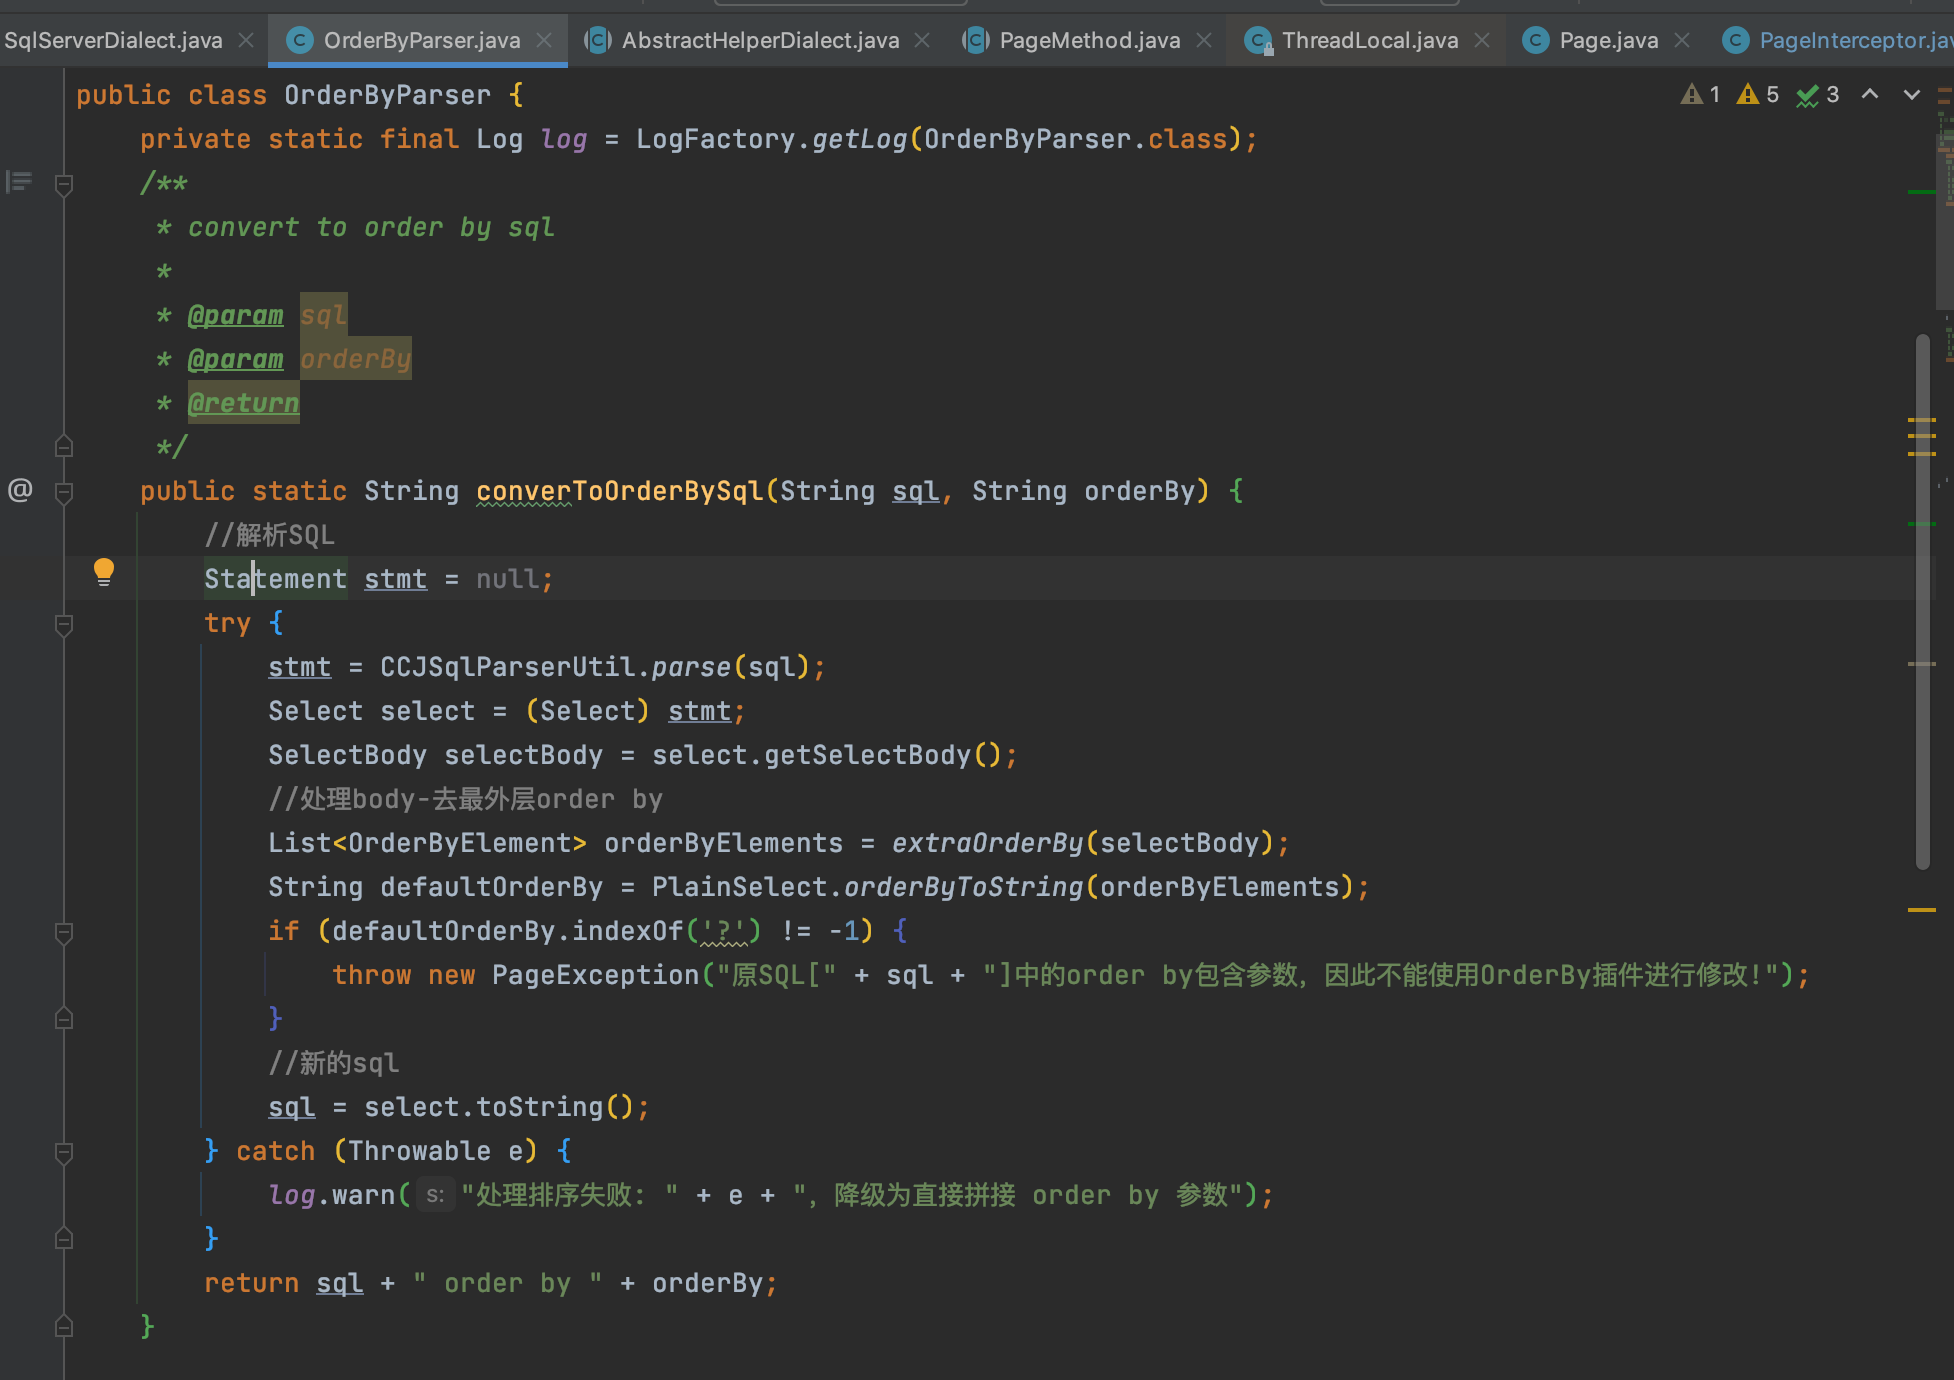 SqlServerDialect.java OrderByParser.java AbstractHelperDialect.java PageMethod.java ThreadLocal.java Page.java PageInterceptor.jav
public class OrderByParser { 1 5 3
private static final Log log = LogFactory.getLog(OrderByParser.class);
/**
* convert to order by sql
*
* @param sql
* @param orderBy
* @return
*/
@ public static String converToOrderBySql(String sql, String orderBy) {
//解析SQL
Statement stmt = null;
try {
stmt = CCJSqlParserUtil.parse(sql);
Select select = (Select) stmt;
SelectBody selectBody = select.getSelectBody();
//处理body-去最外层order by
List<OrderByElement> orderByElements = extraOrderBy(selectBody);
String defaultOrderBy = PlainSelect.orderByToString(orderByElements);
if (defaultOrderBy.indexOf('?') != -1) {
throw new PageException("原SQL[" + sql + "]中的order by包含参数，因此不能使用OrderBy插件进行修改!");
}
//新的sql
sql = select.toString();
} catch (Throwable e) {
log.warn( s: "处理排序失败: " + e + "，降级为直接拼接 order by 参数");
}
return sql + " order by " + orderBy;
}